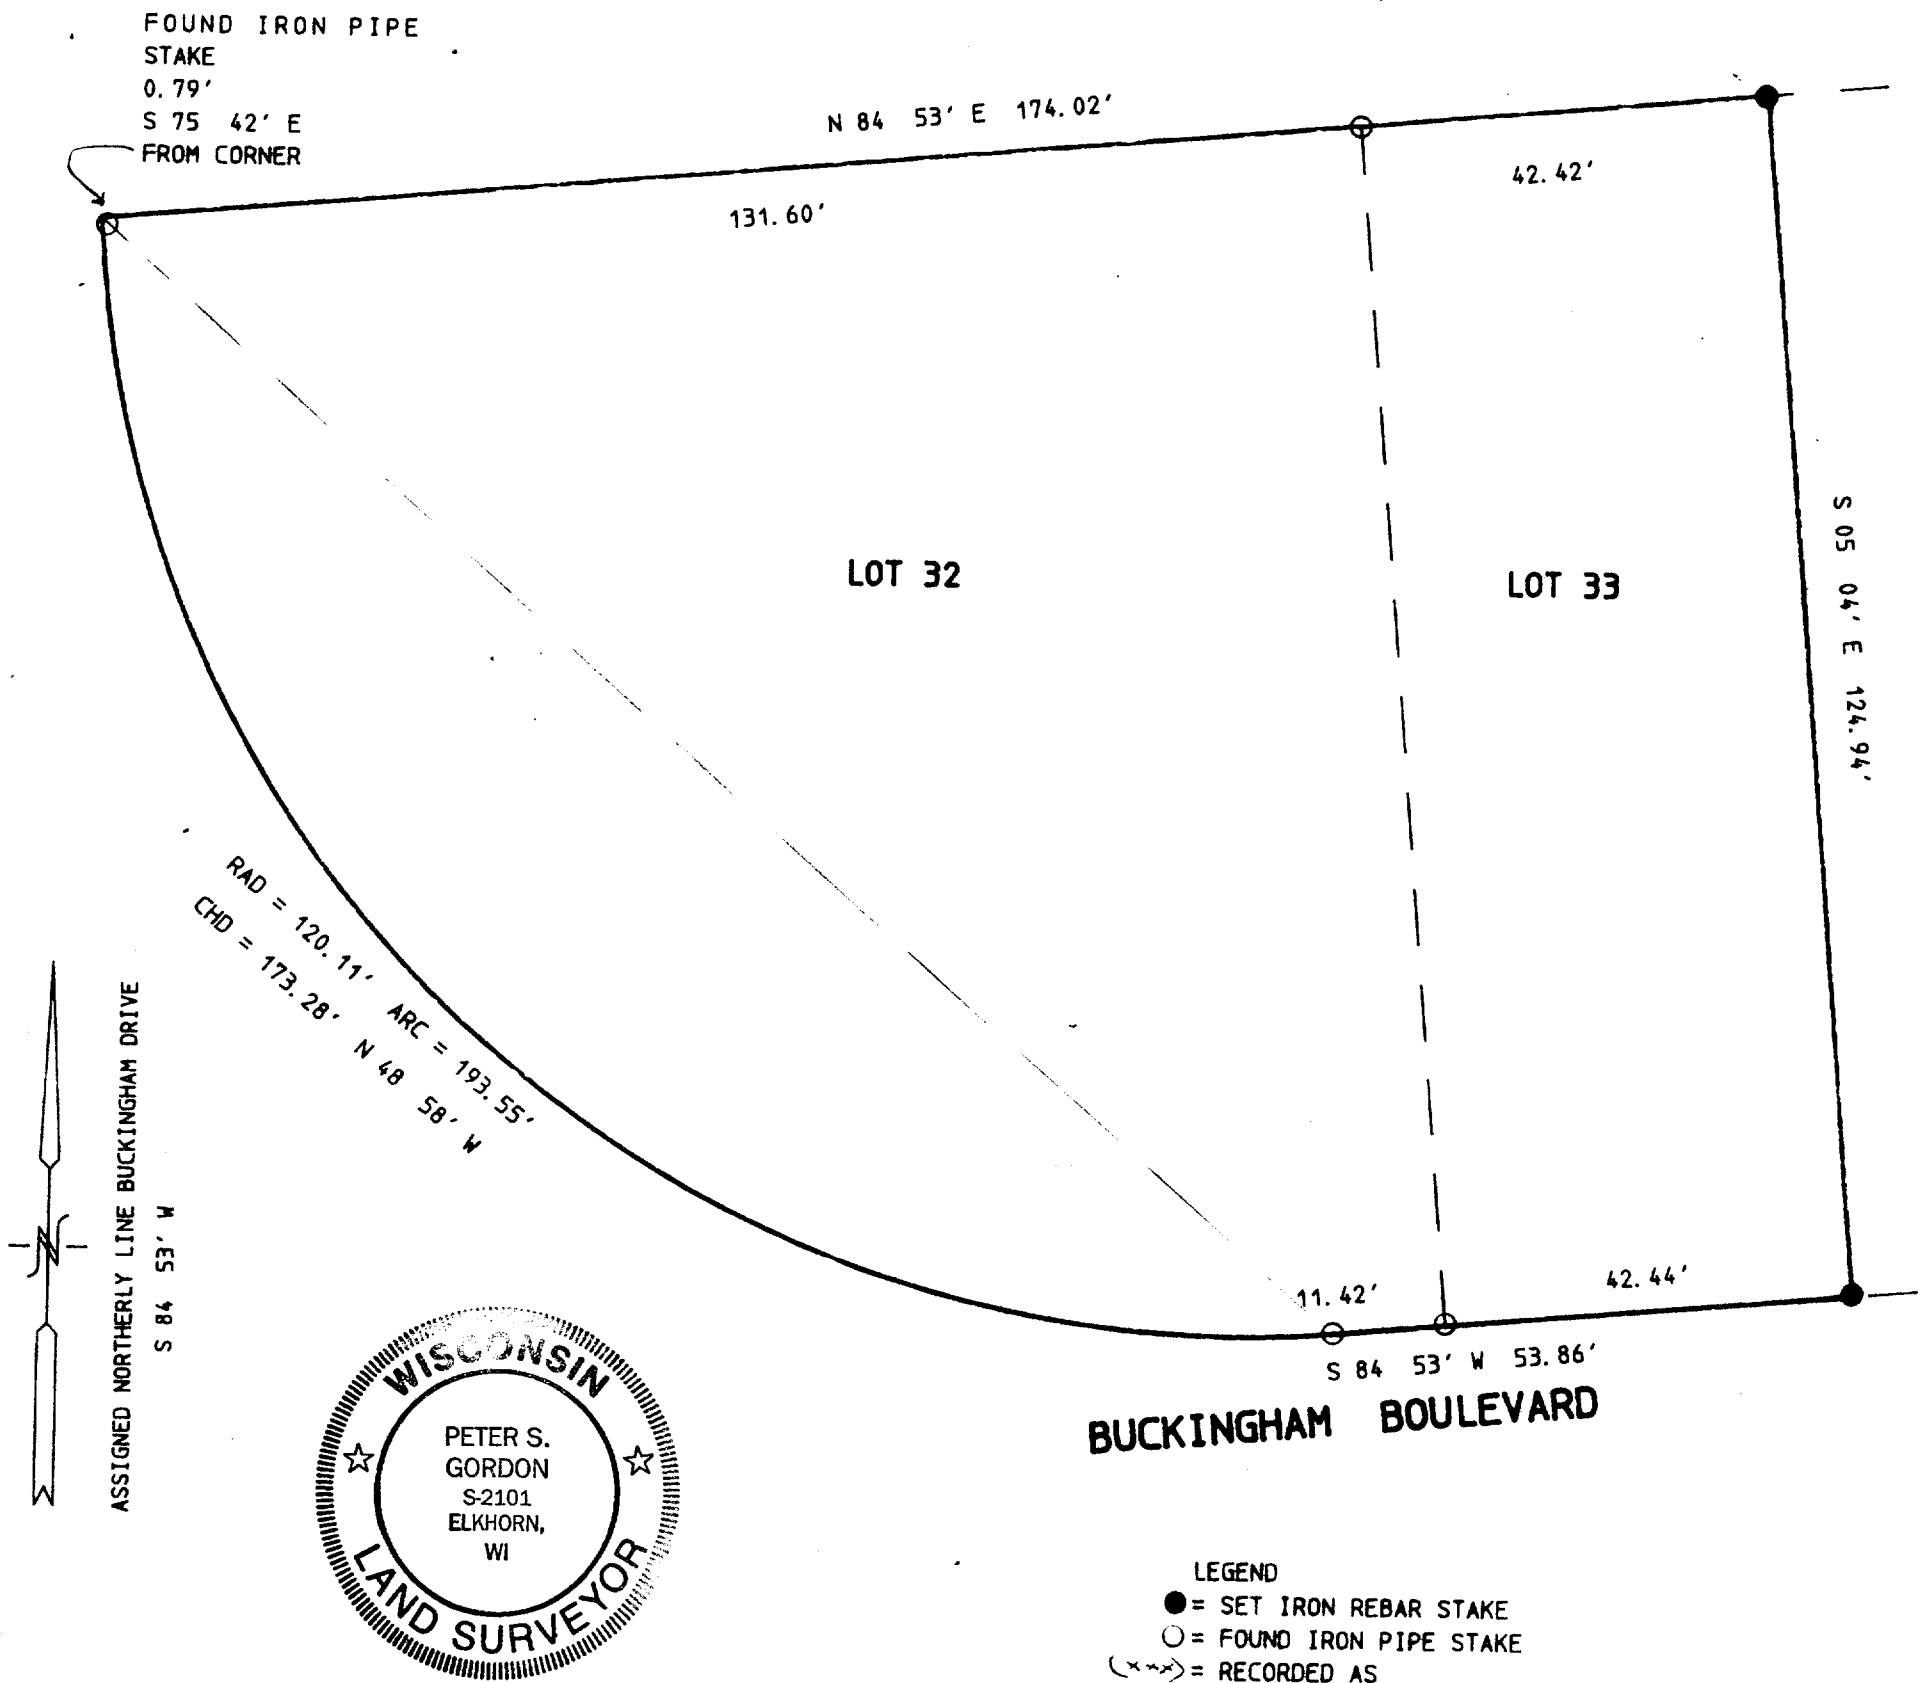 FOUND IRON PIPE
STAKE
0.79'
S 75 42' E
FROM CORNER
N 84 53' E 174.02'
131.60'
42.42'
LOT 32
LOT 33
S 05 04' E 124.94'
RAD = 120.11' ARC = 193.55'
CHD = 173.28' N 48 58' W
ASSIGNED NORTHERLY LINE BUCKINGHAM DRIVE
S 84 53' W
N
11.42'
42.44'
S 84 53' W 53.86'
BUCKINGHAM BOULEVARD
WISCONSIN
PETER S.
GORDON
S-2101
ELKHORN,
WI
LAND SURVEYOR
LEGEND
= SET IRON REBAR STAKE
= FOUND IRON PIPE STAKE
(xxx) = RECORDED AS